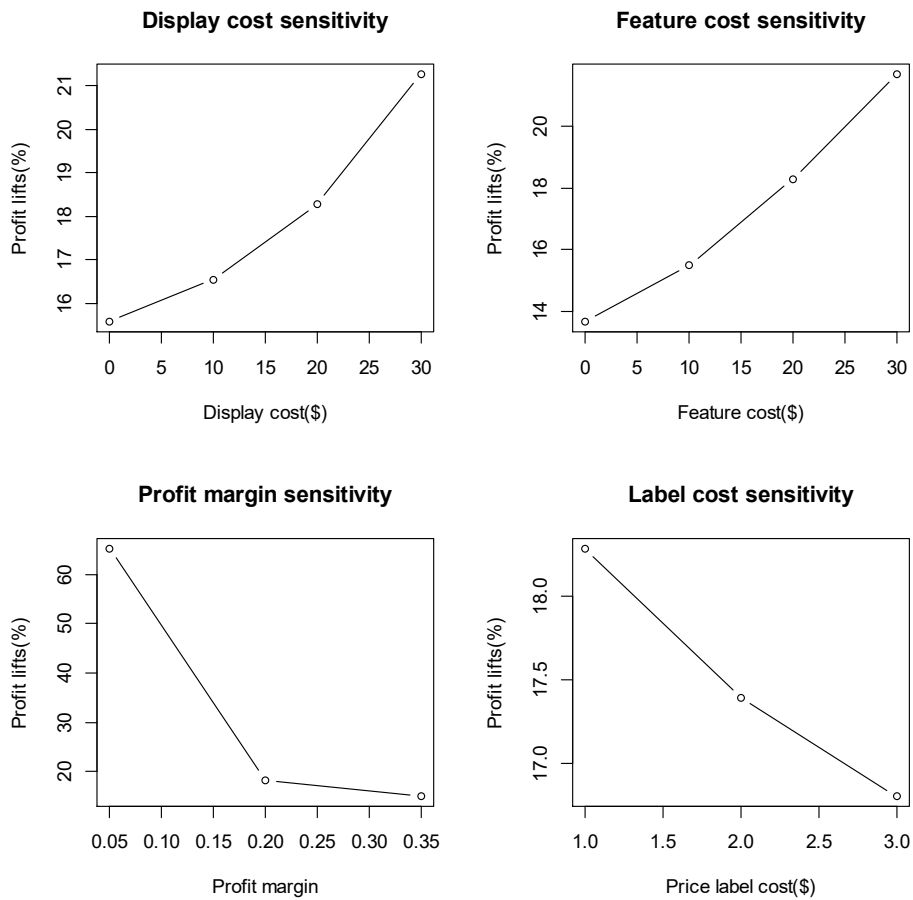 Display cost sensitivity
Profit lifts(%)
21
20
19
18
17
16
0 5 10 15 20 25 30
Display cost($)
Feature cost sensitivity
Profit lifts(%)
20
18
16
14
0 5 10 15 20 25 30
Feature cost($)
Profit margin sensitivity
Profit lifts(%)
60
50
40
30
20
0.05 0.10 0.15 0.20 0.25 0.30 0.35
Profit margin
Label cost sensitivity
Profit lifts(%)
18.0
17.5
17.0
1.0 1.5 2.0 2.5 3.0
Price label cost($)